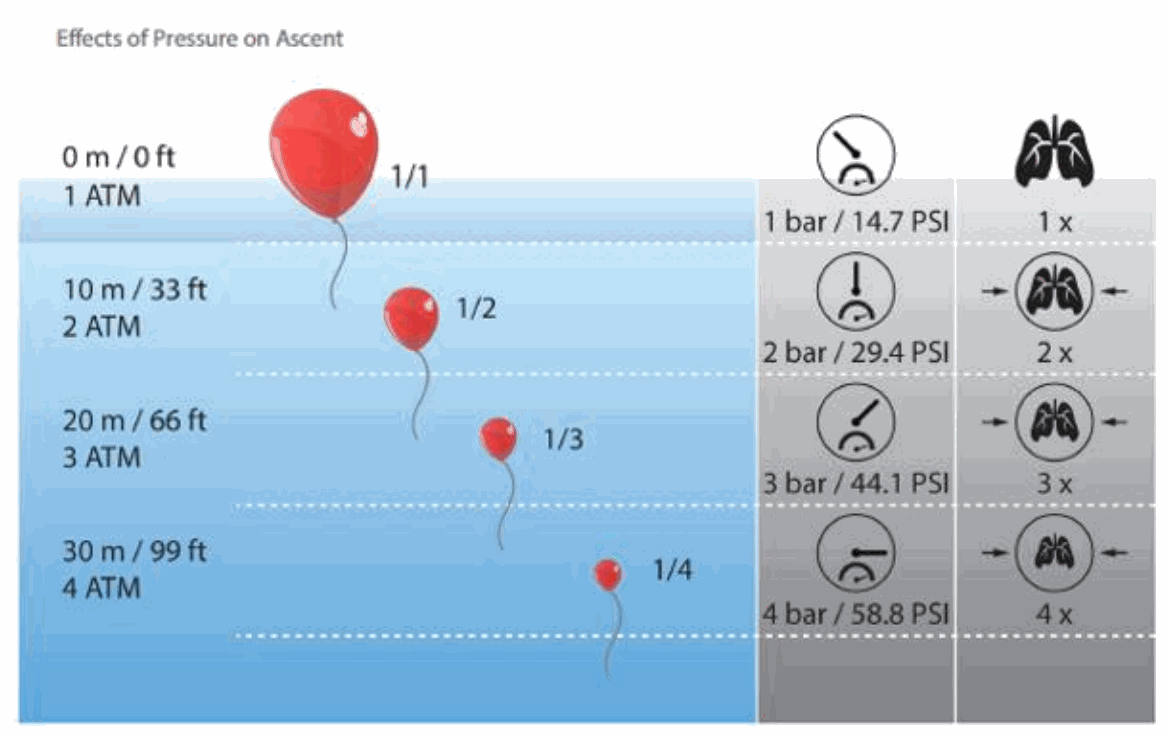 Effects of Pressure on Ascent
0 m / 0 ft
1 ATM
1/1
1 bar / 14.7 PSI
1 x
10 m / 33 ft
2 ATM
1/2
2 bar / 29.4 PSI
2 x
20 m / 66 ft
3 ATM
1/3
3 bar / 44.1 PSI
3 x
30 m / 99 ft
4 ATM
1/4
4 bar / 58.8 PSI
4 x